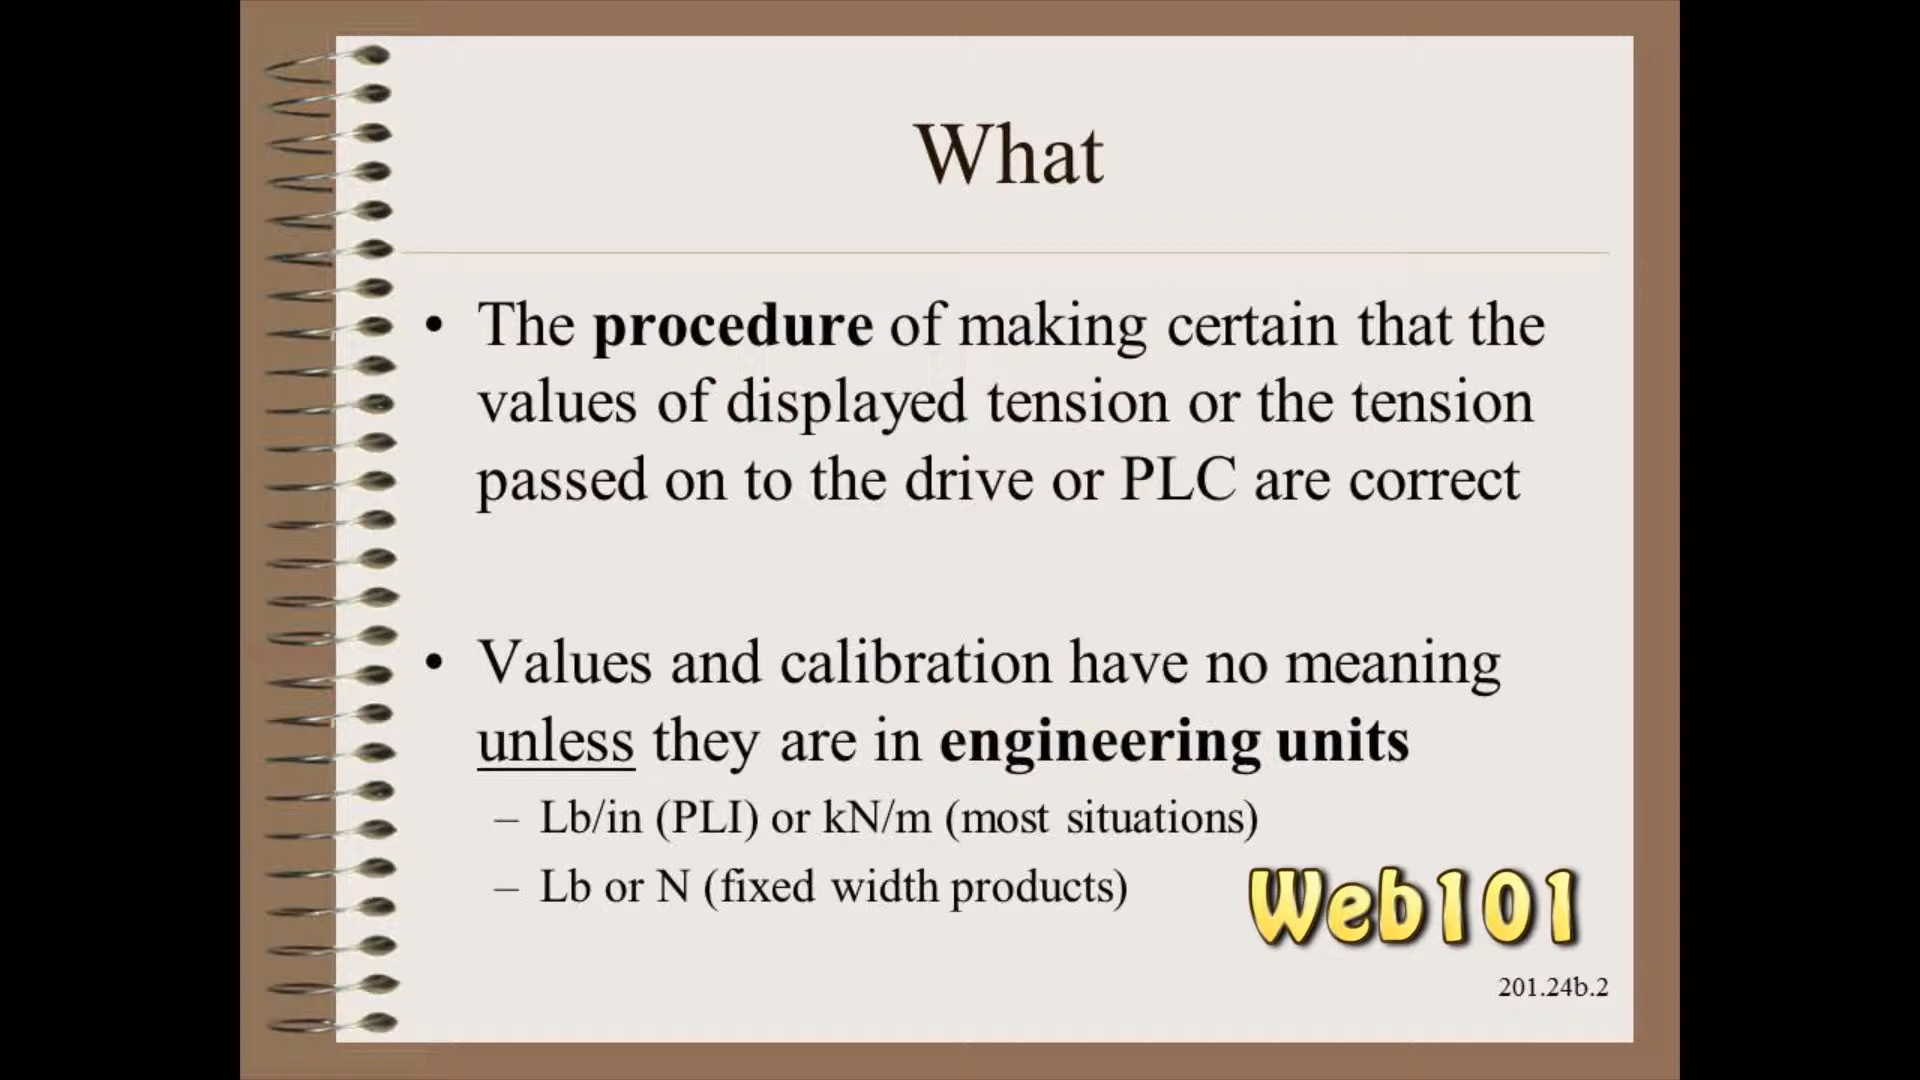 What
• The procedure of making certain that the
values of displayed tension or the tension
passed on to the drive or PLC are correct
• Values and calibration have no meaning
unless they are in engineering units
– Lb/in (PLI) or kN/m (most situations)
– Lb or N (fixed width products)
Web101
201.24b.2